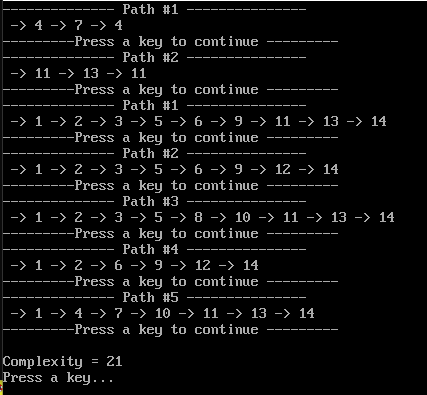 -------------- Path #1 ---------------
-> 4 -> 7 -> 4
---------Press a key to continue ---------
-------------- Path #2 ---------------
-> 11 -> 13 -> 11
---------Press a key to continue ---------
-------------- Path #1 ---------------
-> 1 -> 2 -> 3 -> 5 -> 6 -> 9 -> 11 -> 13 -> 14
---------Press a key to continue ---------
-------------- Path #2 ---------------
-> 1 -> 2 -> 3 -> 5 -> 6 -> 9 -> 12 -> 14
---------Press a key to continue ---------
-------------- Path #3 ---------------
-> 1 -> 2 -> 3 -> 5 -> 8 -> 10 -> 11 -> 13 -> 14
---------Press a key to continue ---------
-------------- Path #4 ---------------
-> 1 -> 2 -> 6 -> 9 -> 12 -> 14
---------Press a key to continue ---------
-------------- Path #5 ---------------
-> 1 -> 4 -> 7 -> 10 -> 11 -> 13 -> 14
---------Press a key to continue ---------
Complexity = 21
Press a key...